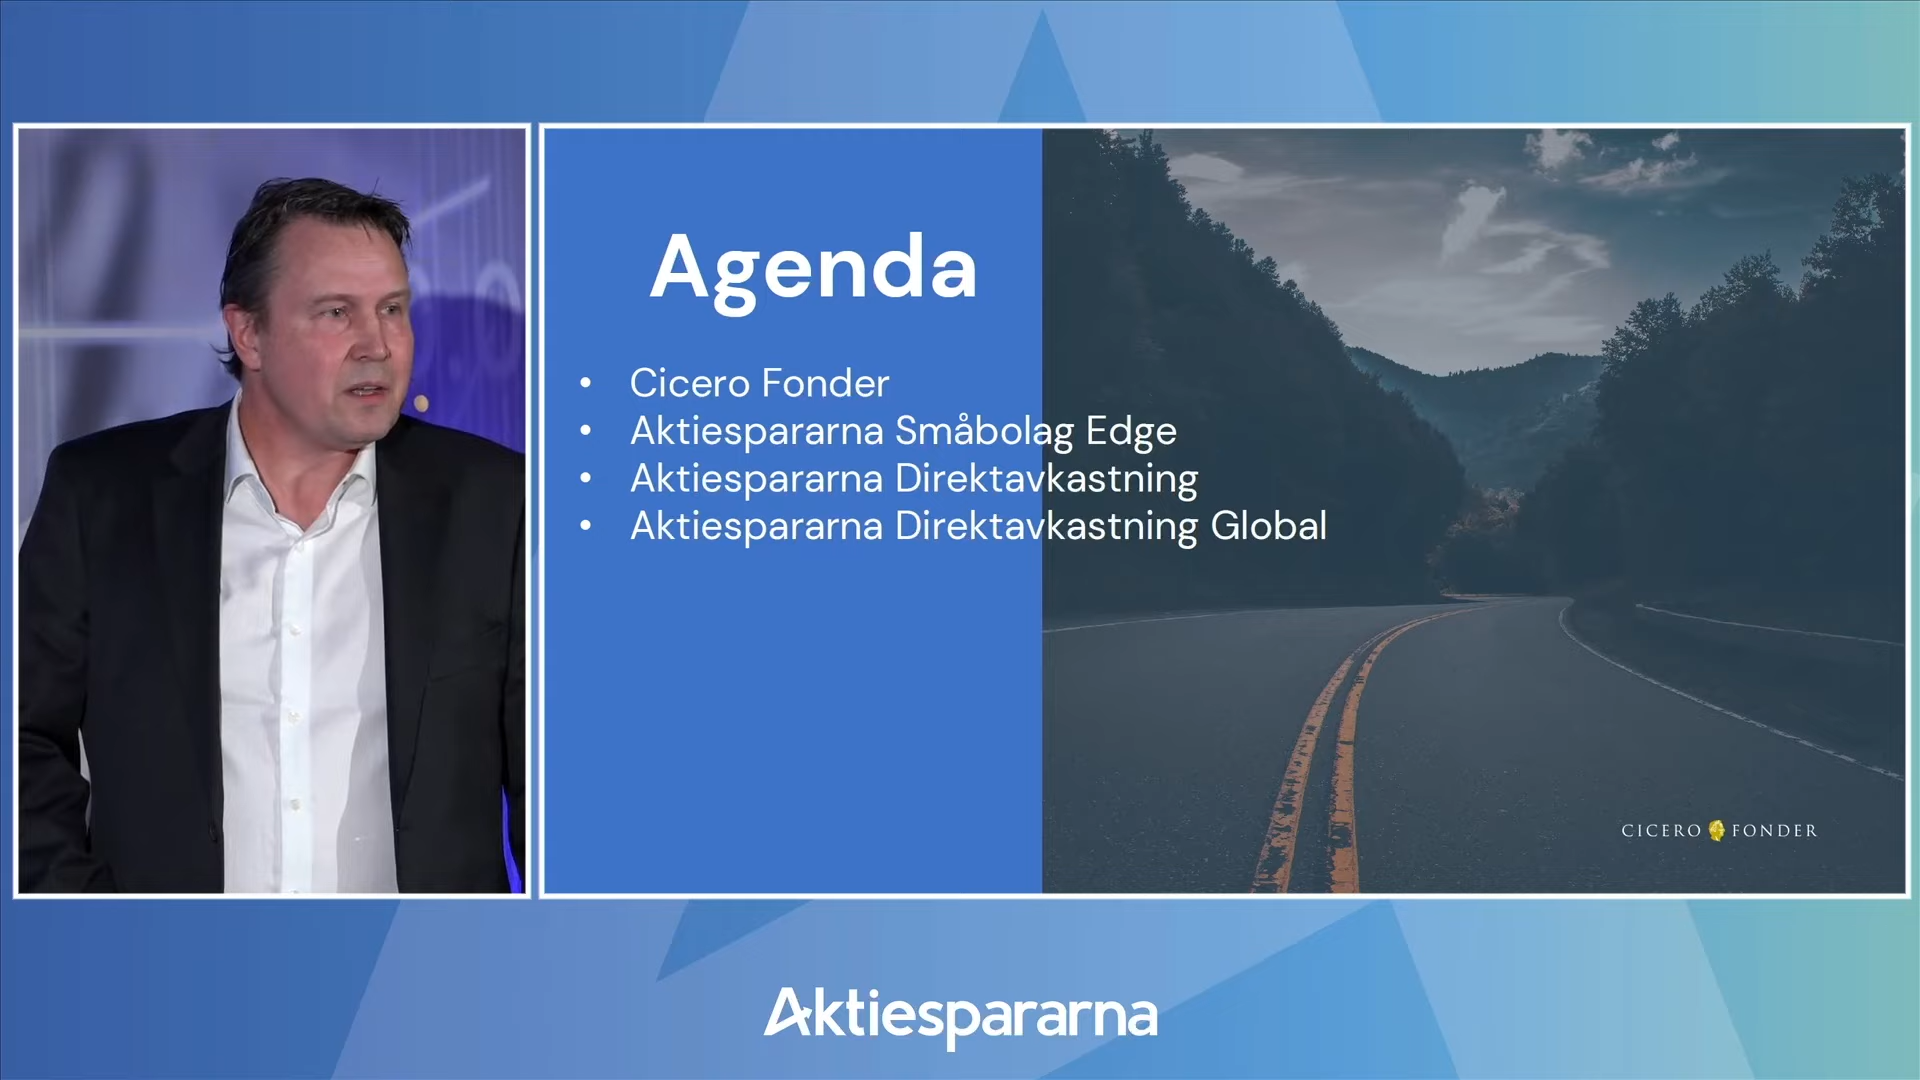 Agenda
• Cicero Fonder
• Aktiespararna Småbolag Edge
• Aktiespararna Direktavkastning
• Aktiespararna Direktavkastning Global
CICERO FONDER
Aktiespararna